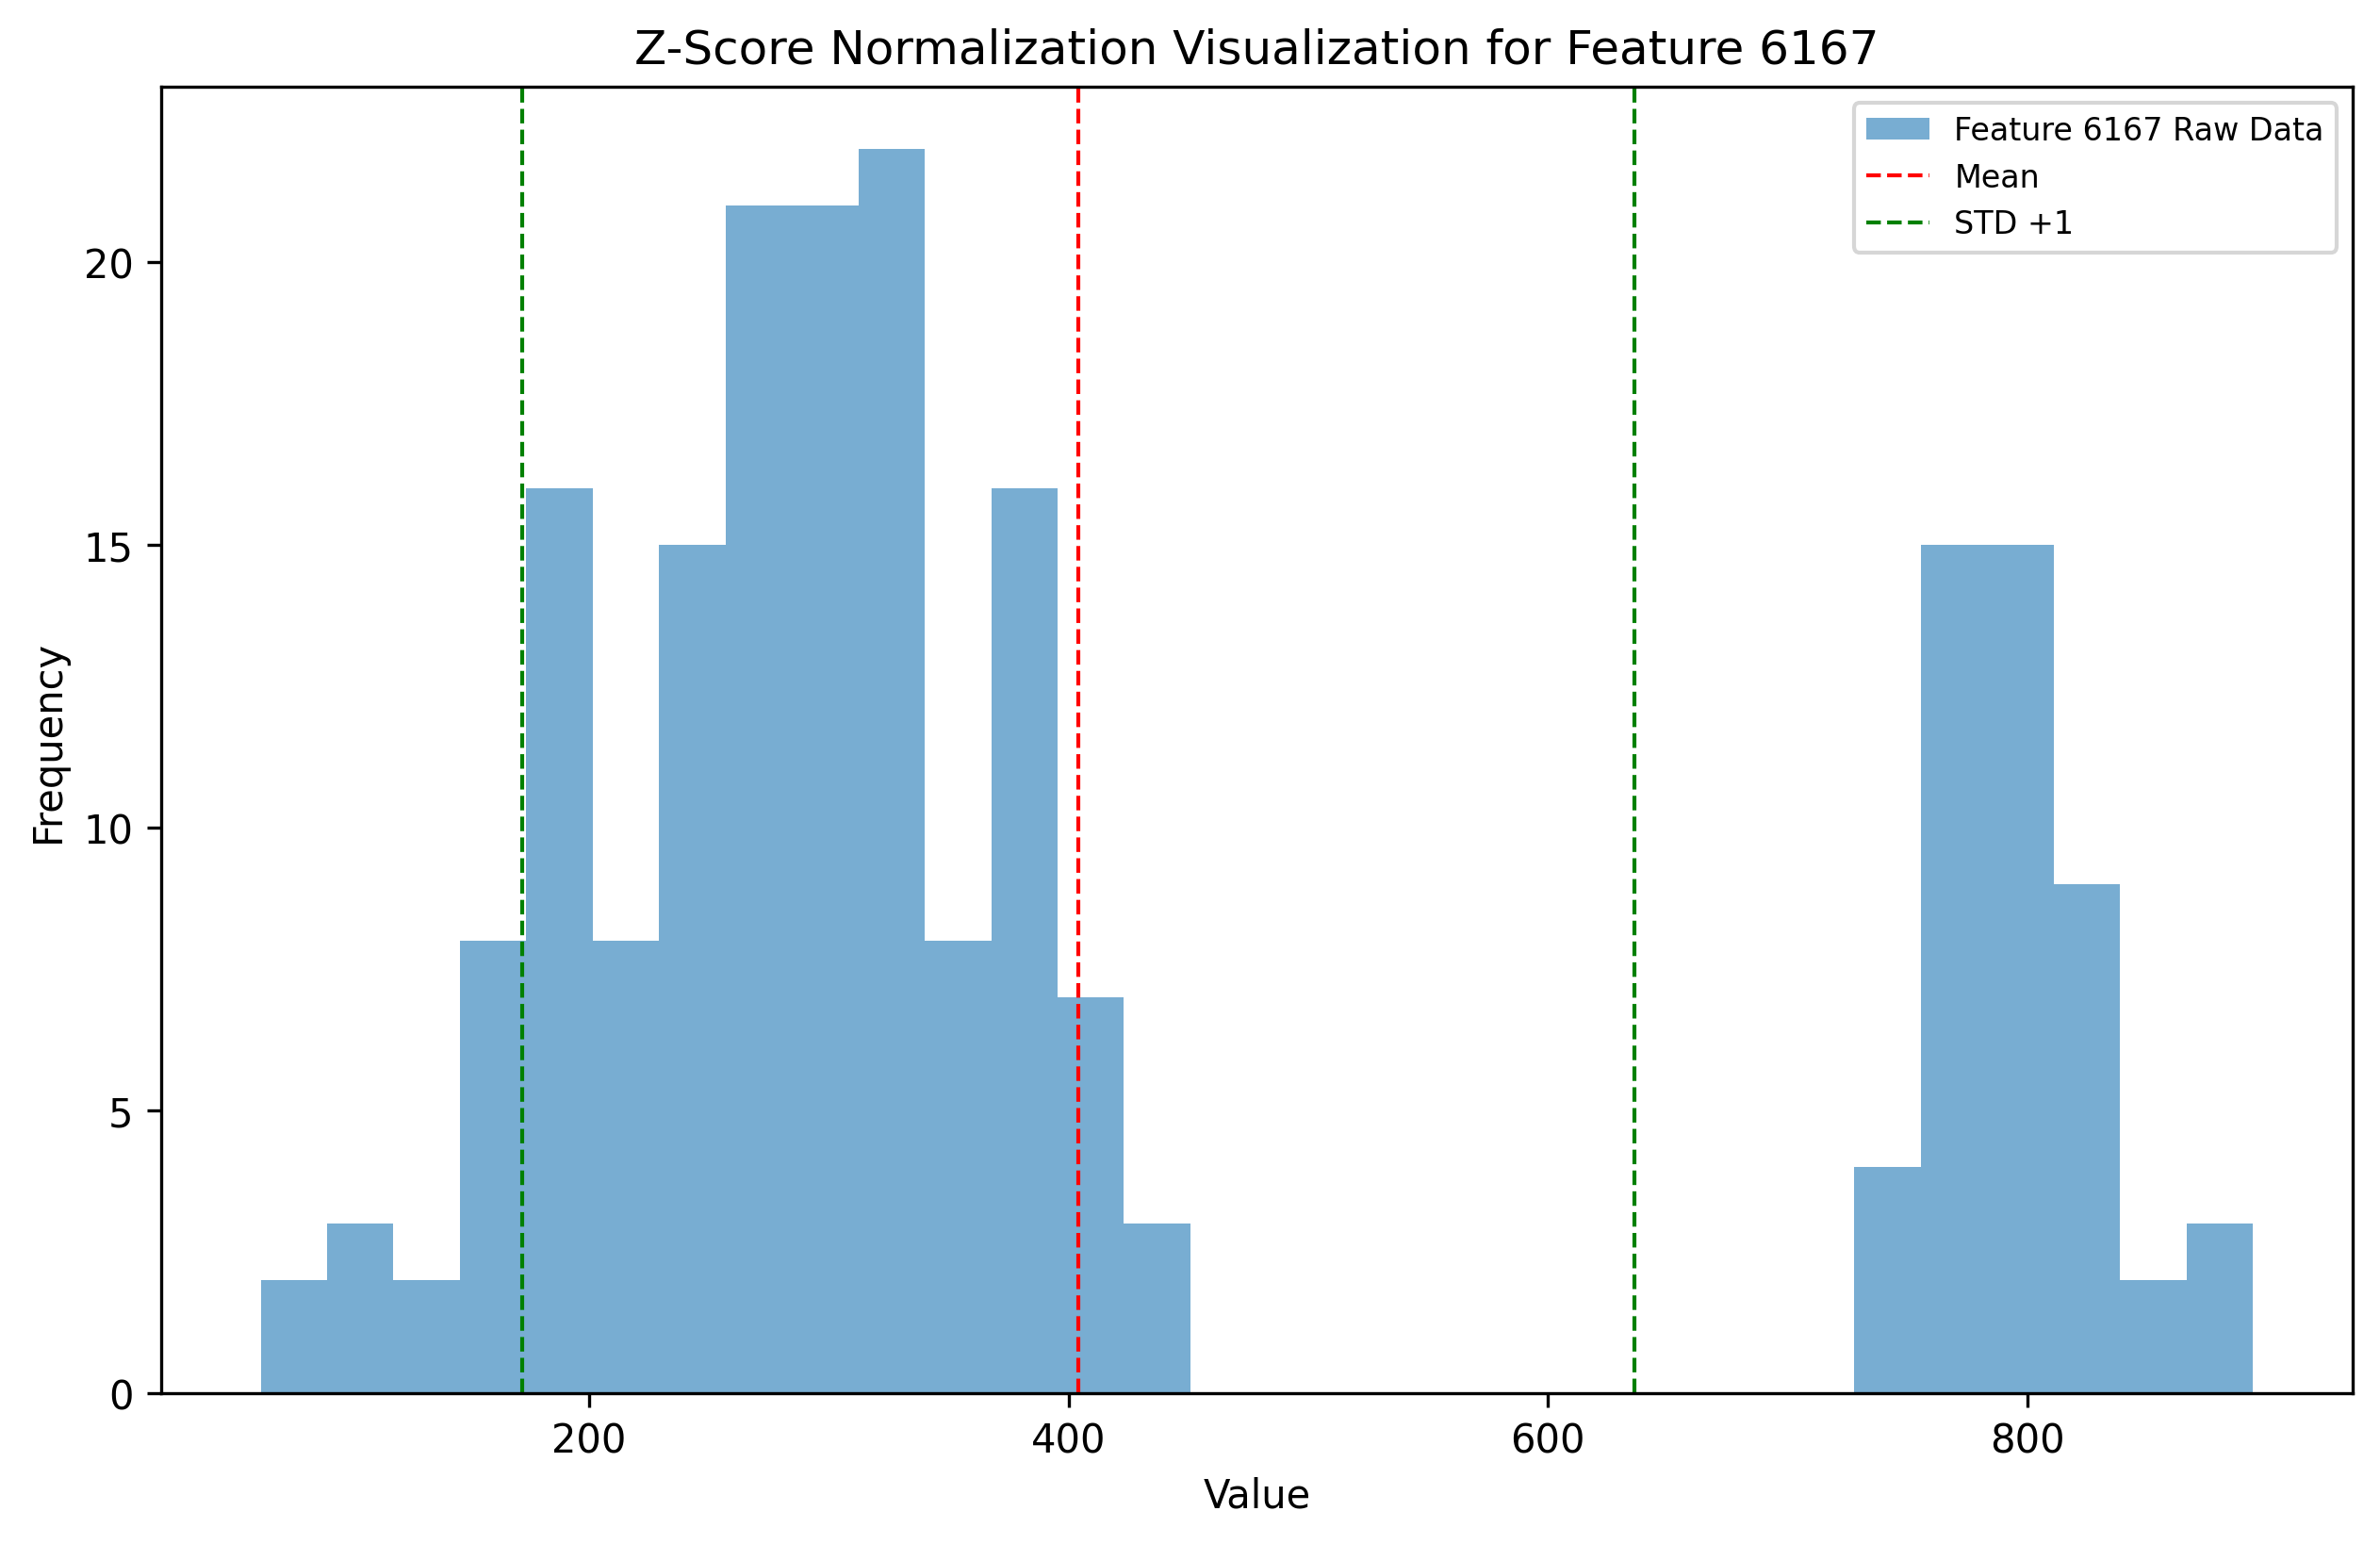 Z-Score Normalization Visualization for Feature 6167
Feature 6167 Raw Data
Mean
STD +1
Frequency
20
15
10
5
0
200 400 600 800
Value